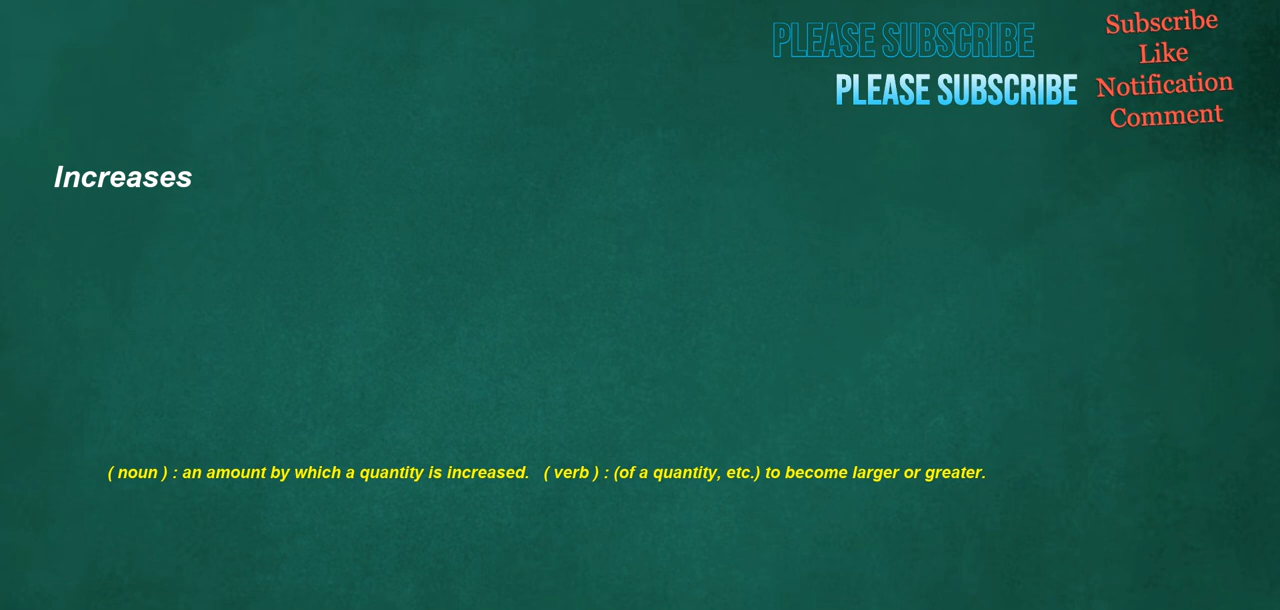 PLEASE SUBSCRIBE
PLEASE SUBSCRIBE
Subscribe
Like
Notification
Comment
Increases
( noun ) : an amount by which a quantity is increased.   ( verb ) : (of a quantity, etc.) to become larger or greater.